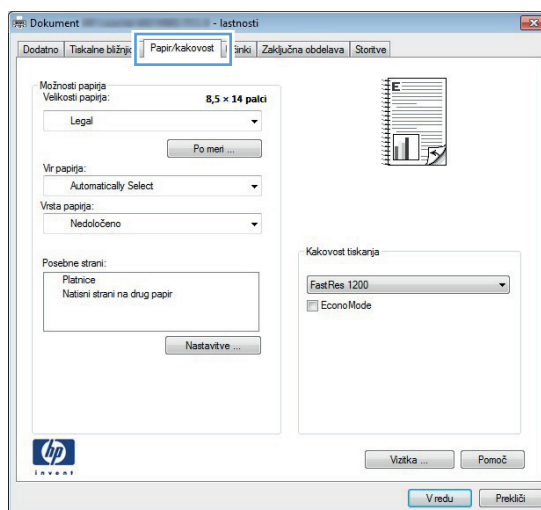 Dokument - lastnosti
Dodatno Tiskalne bližnjic Papir/kakovost Zaključna obdelava Storitve
Možnosti papirja
Velikosti papirja: 8,5 × 14 palci
Legal
Po meri ...
Vir papirja:
Automatically Select
Vrsta papirja:
Nedoločeno
Posebne strani:
Platnice
Natisni strani na drug papir
Nastavitve ...
E
Kakovost tiskanja
FastRes 1200
EconoMode
hp
invent
Vizitka ... Pomoč
V redu Prekliči